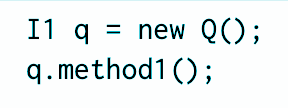 I1 q = new Q();
q.method1();